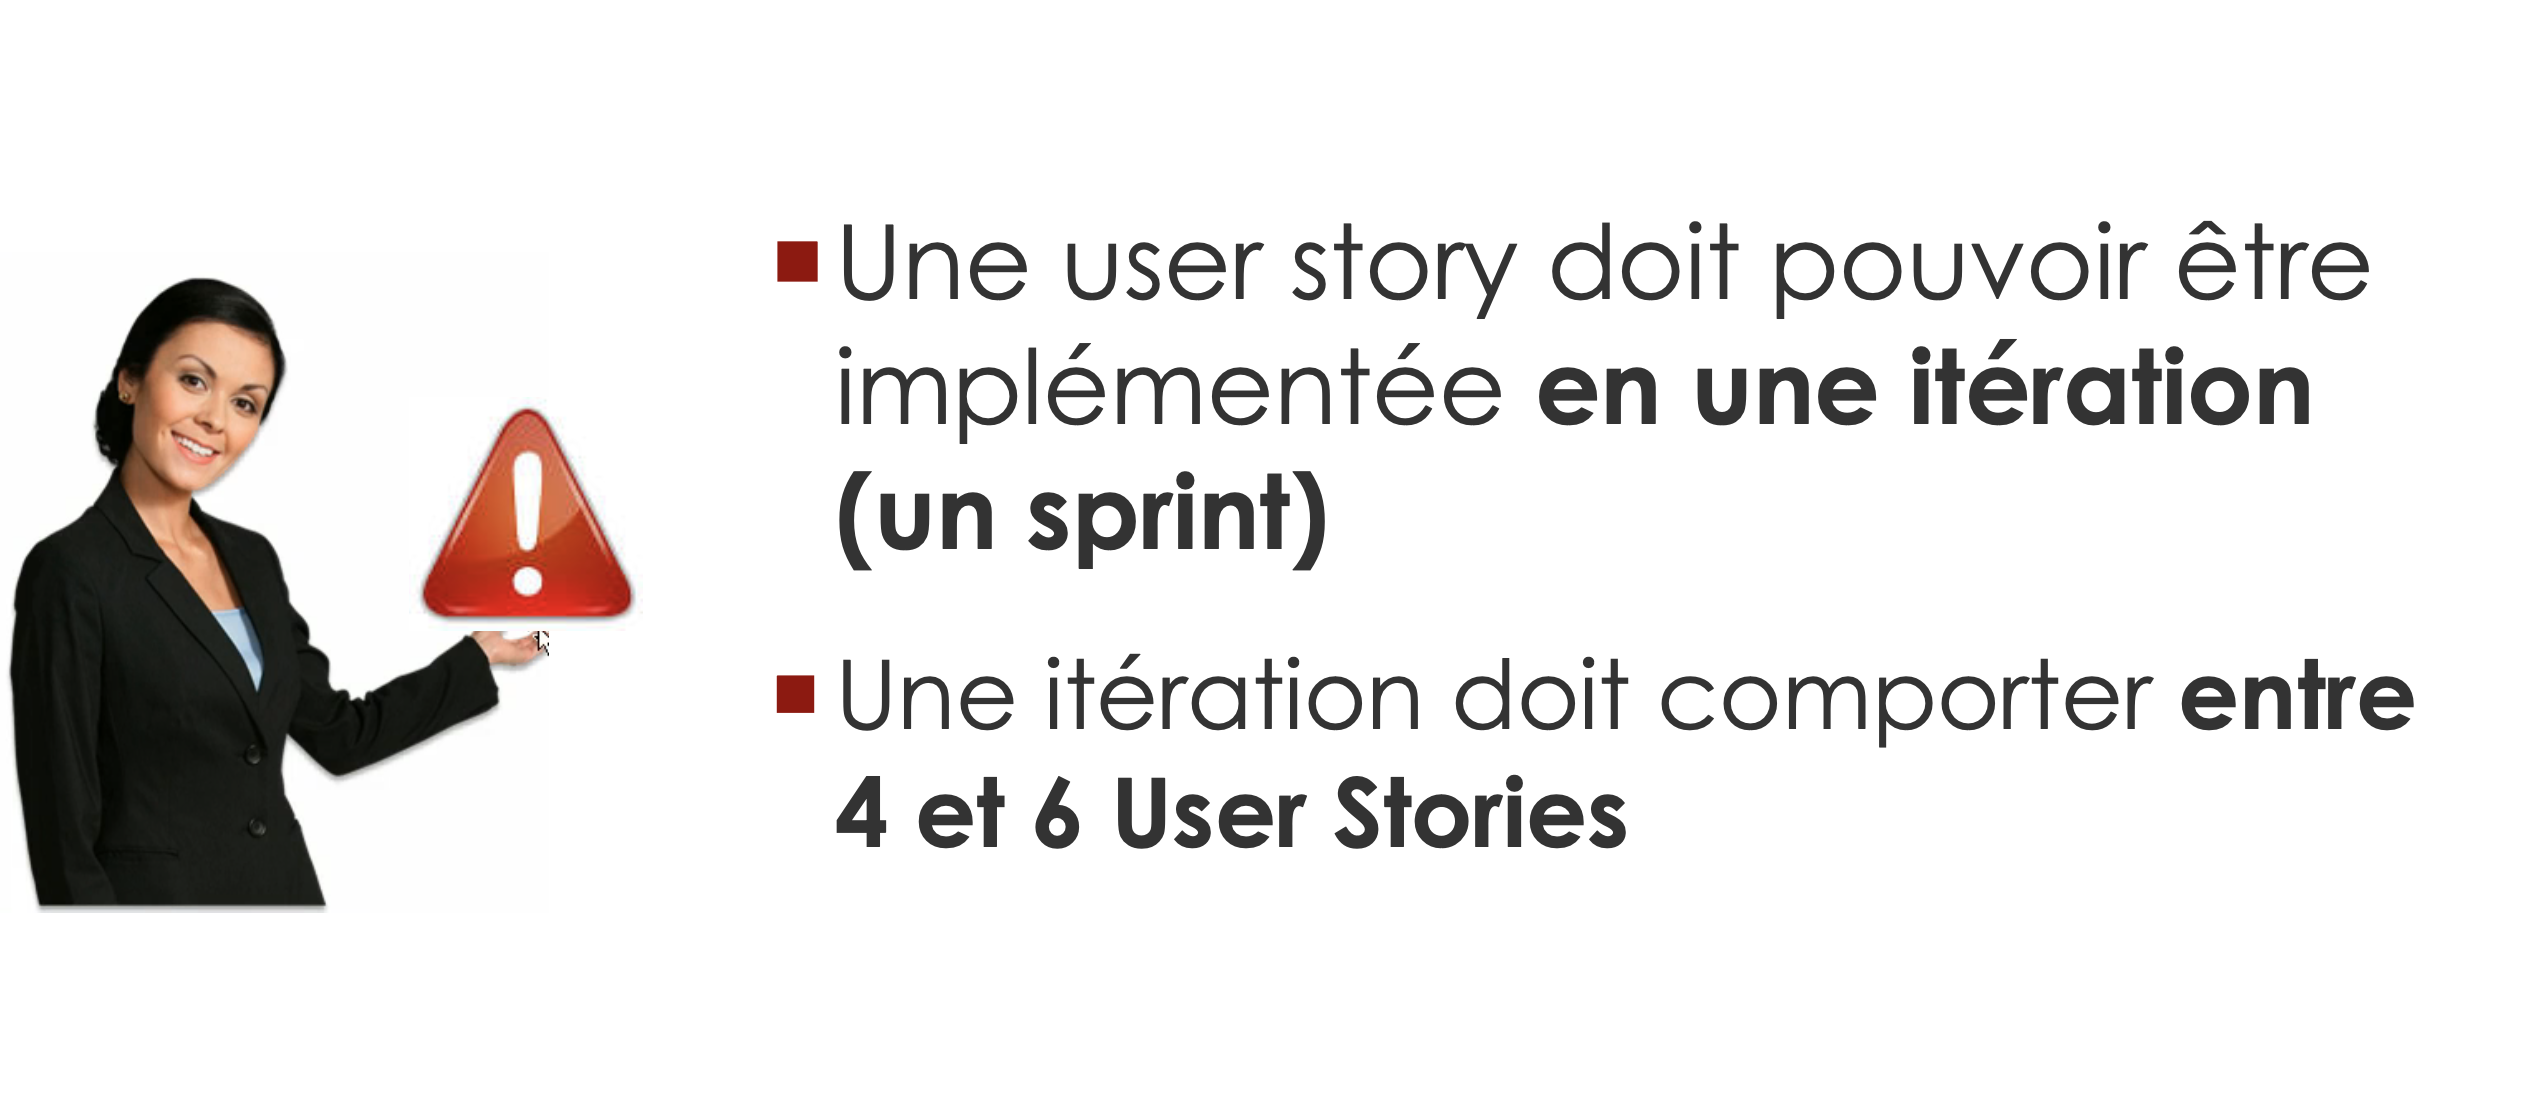 Une user story doit pouvoir être
implémentée en une itération
(un sprint)
Une itération doit comporter entre
4 et 6 User Stories